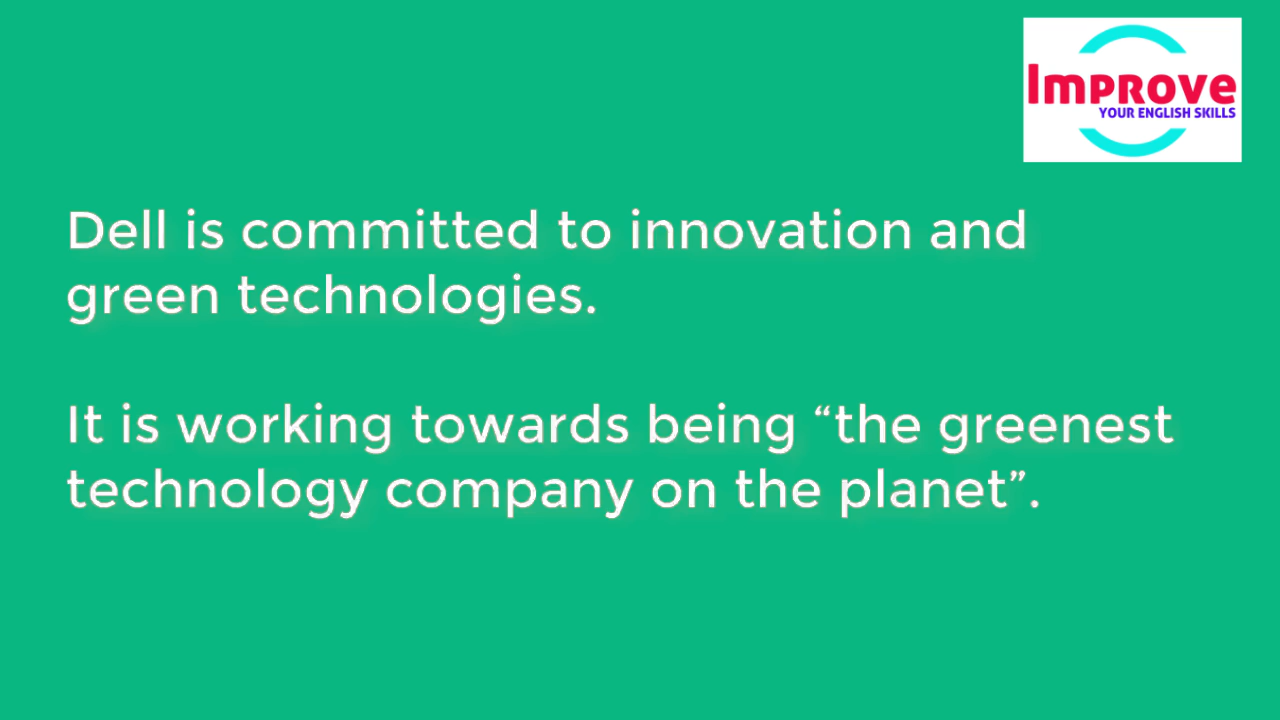 Improve
YOUR ENGLISH SKILLS
Dell is committed to innovation and
green technologies.
It is working towards being “the greenest
technology company on the planet”.